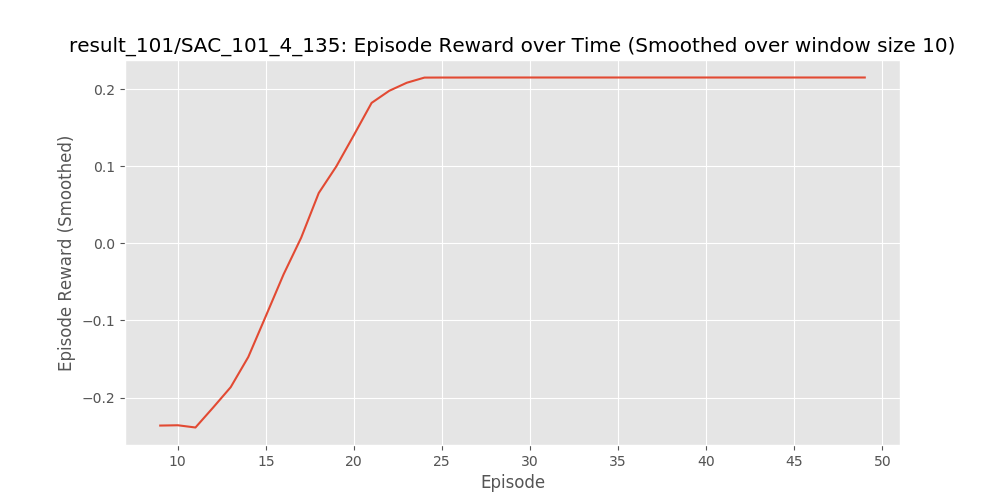 result_101/SAC_101_4_135: Episode Reward over Time (Smoothed over window size 10)
Episode Reward (Smoothed)
0.2
0.1
0.0
−0.1
−0.2
10 15 20 25 30 35 40 45 50
Episode